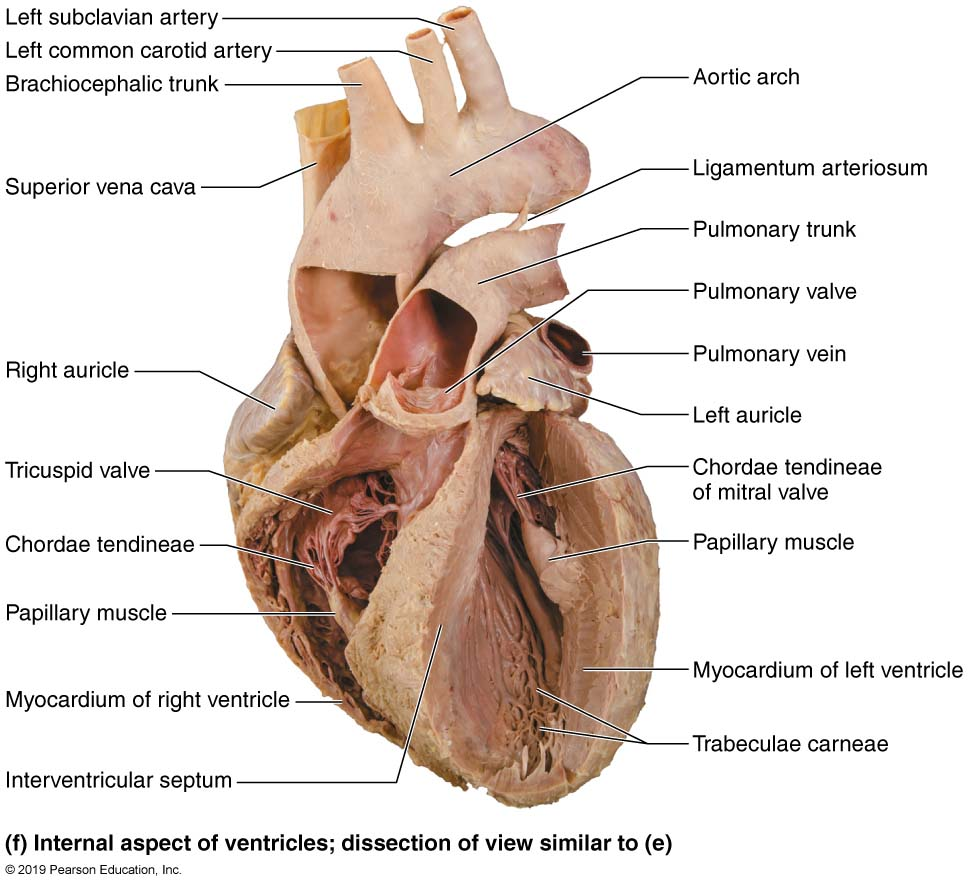 Left subclavian artery
Left common carotid artery
Brachiocephalic trunk
Superior vena cava
Right auricle
Tricuspid valve
Chordae tendineae
Papillary muscle
Myocardium of right ventricle
Interventricular septum
Aortic arch
Ligamentum arteriosum
Pulmonary trunk
Pulmonary valve
Pulmonary vein
Left auricle
Chordae tendineae
of mitral valve
Papillary muscle
Myocardium of left ventricle
Trabeculae carneae
(f) Internal aspect of ventricles; dissection of view similar to (e)
© 2019 Pearson Education, Inc.